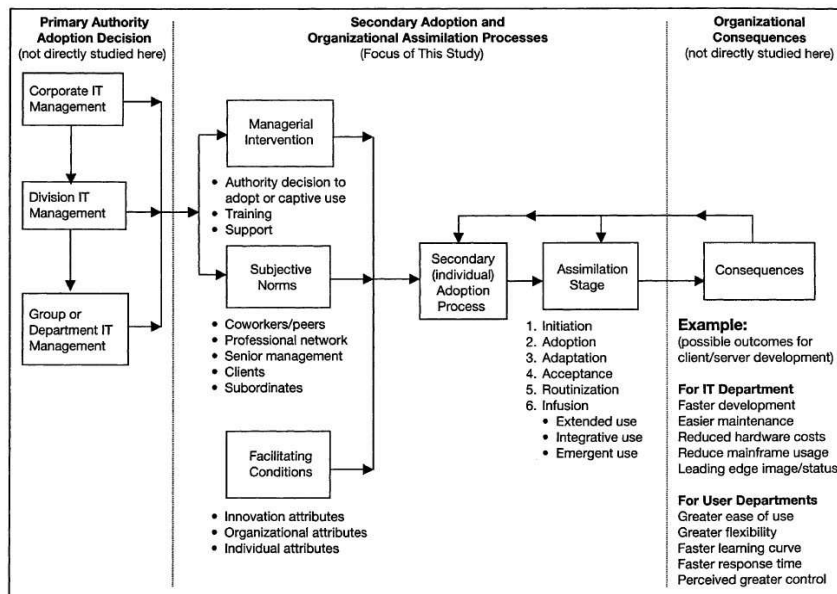 Primary Authority
Adoption Decision
(not directly studied here)
Corporate IT
Management
Division IT
Management
Group or
Department IT
Management
Secondary Adoption and
Organizational Assimilation Processes
(Focus of This Study)
Managerial
Intervention
• Authority decision to
adopt or captive use
• Training
• Support
Subjective
Norms
• Coworkers/peers
• Professional network
• Senior management
• Clients
• Subordinates
Facilitating
Conditions
• Innovation attributes
• Organizational attributes
• Individual attributes
Secondary
(individual)
Adoption
Process
Assimilation
Stage
1. Initiation
2. Adoption
3. Adaptation
4. Acceptance
5. Routinization
6. Infusion
• Extended use
• Integrative use
• Emergent use
Organizational
Consequences
(not directly studied here)
Consequences
Example:
(possible outcomes for
client/server development)
For IT Department
Faster development
Easier maintenance
Reduced hardware costs
Reduce mainframe usage
Leading edge image/status
For User Departments
Greater ease of use
Greater flexibility
Faster learning curve
Faster response time
Perceived greater control